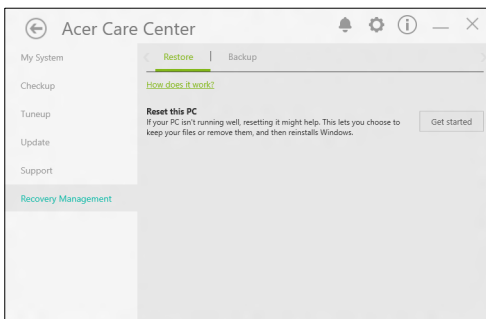 Acer Care Center
My System
Checkup
Tuneup
Update
Support
Recovery Management
Restore | Backup
How does it work?
Reset this PC
If your PC isn't running well, resetting it might help. This lets you choose to
keep your files or remove them, and then reinstalls Windows.
Get started